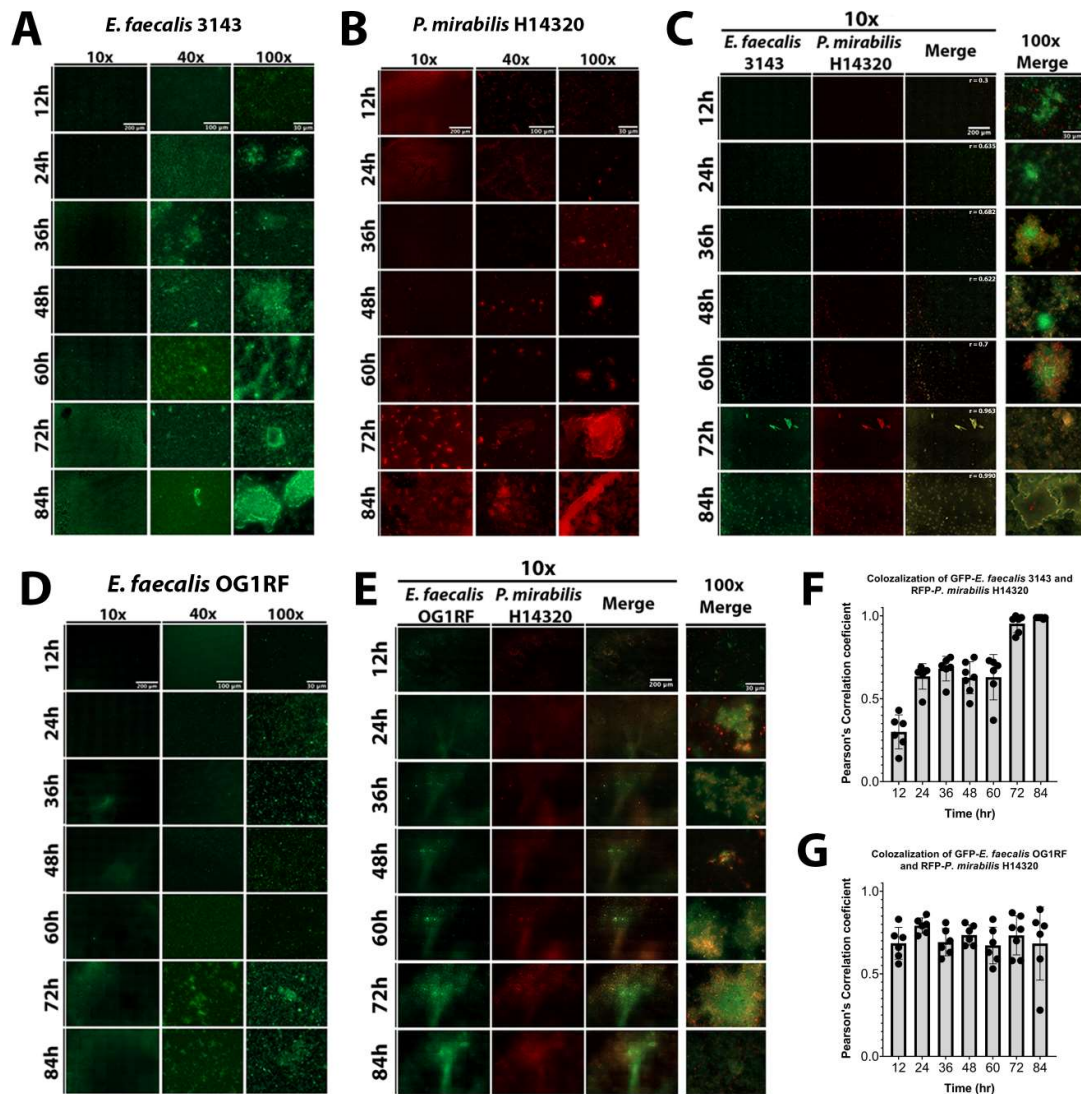 A
E. faecalis 3143
10x 40x 100x
12h
24h
36h
48h
60h
72h
84h
200 µm
100 µm
30 µm
B
P. mirabilis H14320
10x 40x 100x
12h
24h
36h
48h
60h
72h
84h
200 µm
100 µm
30 µm
C
10x
E. faecalis P. mirabilis
3143 H14320 Merge
100x
Merge
12h
24h
36h
48h
60h
72h
84h
r = 0.3
200 µm
30 µm
r = 0.635
r = 0.682
r = 0.622
r = 0.7
r = 0.963
r = 0.990
D
E. faecalis OG1RF
10x 40x 100x
12h
24h
36h
48h
60h
72h
84h
200 µm
100 µm
30 µm
E
10x
E. faecalis P. mirabilis
OG1RF H14320 Merge
100x
Merge
12h
24h
36h
48h
60h
72h
84h
200 µm
30 µm
F
Colozalization of GFP-E. faecalis 3143 and
RFP-P. mirabilis H14320
Pearson's Correlation coeficient
1.0
0.5
0.0
12 24 36 48 60 72 84
Time (hr)
G
Colozalization of GFP-E. faecalis OG1RF
and RFP-P. mirabilis H14320
Pearson's Correlation coeficient
1.0
0.5
0.0
12 24 36 48 60 72 84
Time (hr)